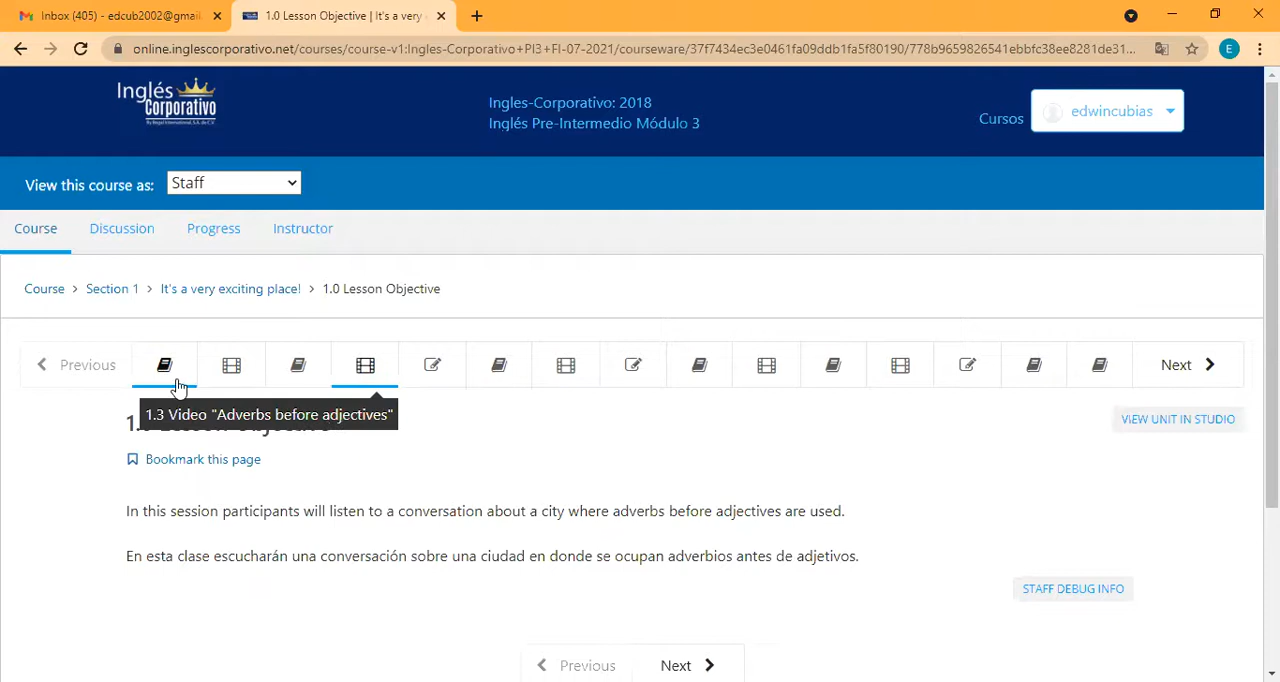 Inbox (405) - edcub2002@gmai
1.0 Lesson Objective | It's a very
online.inglescorporativo.net/courses/course-v1:Ingles-Corporativo+PI3+FI-07-2021/courseware/37f7434ec3e0461fa09ddb1fa5f80190/778b9659826541ebbfc38ee8281de31...
E
Inglés
Corporativo
Ingles-Corporativo: 2018
Inglés Pre-Intermedio Módulo 3
Cursos
edwincubias
View this course as:
Staff
Course
Discussion
Progress
Instructor
Course > Section 1 > It's a very exciting place! > 1.0 Lesson Objective
Previous
Next
1.3 Video "Adverbs before adjectives"
VIEW UNIT IN STUDIO
Bookmark this page
In this session participants will listen to a conversation about a city where adverbs before adjectives are used.
En esta clase escucharán una conversación sobre una ciudad en donde se ocupan adverbios antes de adjetivos.
STAFF DEBUG INFO
Previous
Next